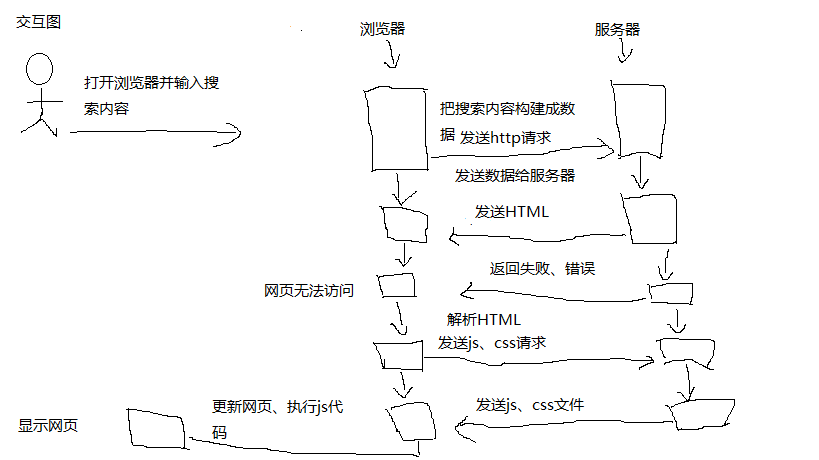 交互图
浏览器
服务器
打开浏览器并输入搜
索内容
把搜索内容构建成数
据
发送http请求
发送数据给服务器
发送HTML
返回失败、错误
网页无法访问
解析HTML
发送js、css请求
更新网页、执行js代
码
发送js、css文件
显示网页